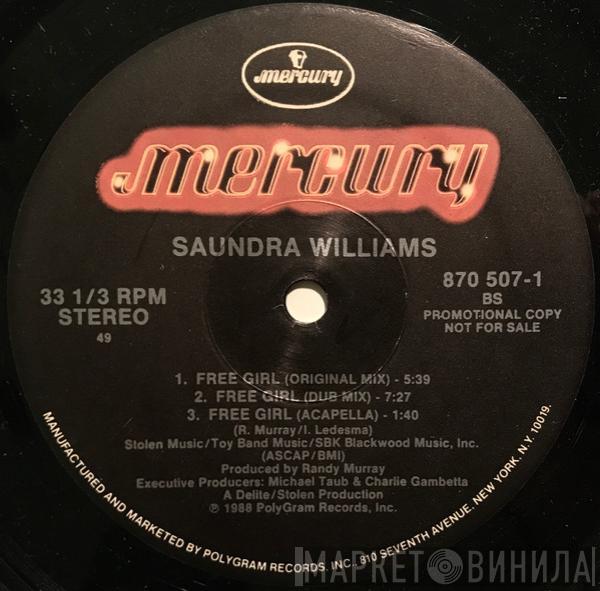 mercury
mercury
SAUNDRA WILLIAMS
33 1/3 RPM
STEREO
49
870 507-1
BS
PROMOTIONAL COPY
NOT FOR SALE
1. FREE GIRL (ORIGINAL MIX) - 5:39
2. FREE GIRL (DUB MIX) - 7:27
3. FREE GIRL (ACAPELLA) - 1:40
(R. Murray/I. Ledesma)
Stolen Music/Toy Band Music/SBK Blackwood Music, Inc.
(ASCAP/BMI)
Produced by Randy Murray
Executive Producers: Michael Taub & Charlie Gambetta
A Delite/Stolen Production
℗ 1988 PolyGram Records, Inc.
MANUFACTURED AND MARKETED BY POLYGRAM RECORDS. INC., 810 SEVENTH AVENUE. NEW YORK. N.Y. 10019.
МАРКЕТ ВИНИЛА